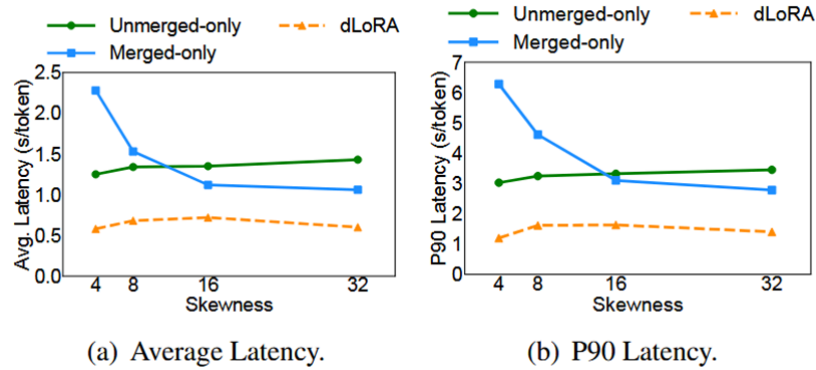 Unmerged-only
dLoRA
Merged-only
2.5
2.0
1.5
1.0
0.5
0.0
Avg. Latency (s/token)
4 8 16 32
Skewness
(a) Average Latency.
Unmerged-only
dLoRA
Merged-only
7
6
5
4
3
2
1
0
P90 Latency (s/token)
4 8 16 32
Skewness
(b) P90 Latency.